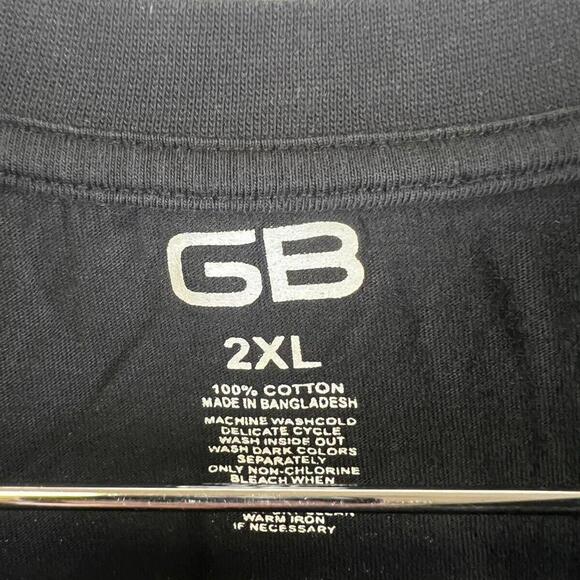 GB
2XL
100% COTTON
MADE IN BANGLADESH
MACHINE WASHCOLD
DELICATE CYCLE
WASH INSIDE OUT
WASH DARK COLORS
SEPARATELY
ONLY NON-CHLORINE
BLEACH WHEN
WARM IRON
IF NECESSARY